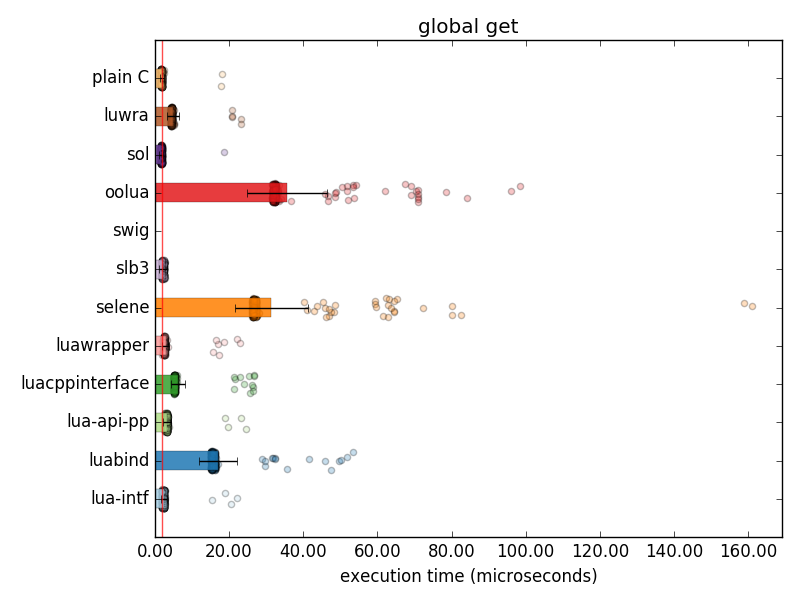 global get
plain C
luwra
sol
oolua
swig
slb3
selene
luawrapper
luacppinterface
lua-api-pp
luabind
lua-intf
0.00 20.00 40.00 60.00 80.00 100.00 120.00 140.00 160.00
execution time (microseconds)